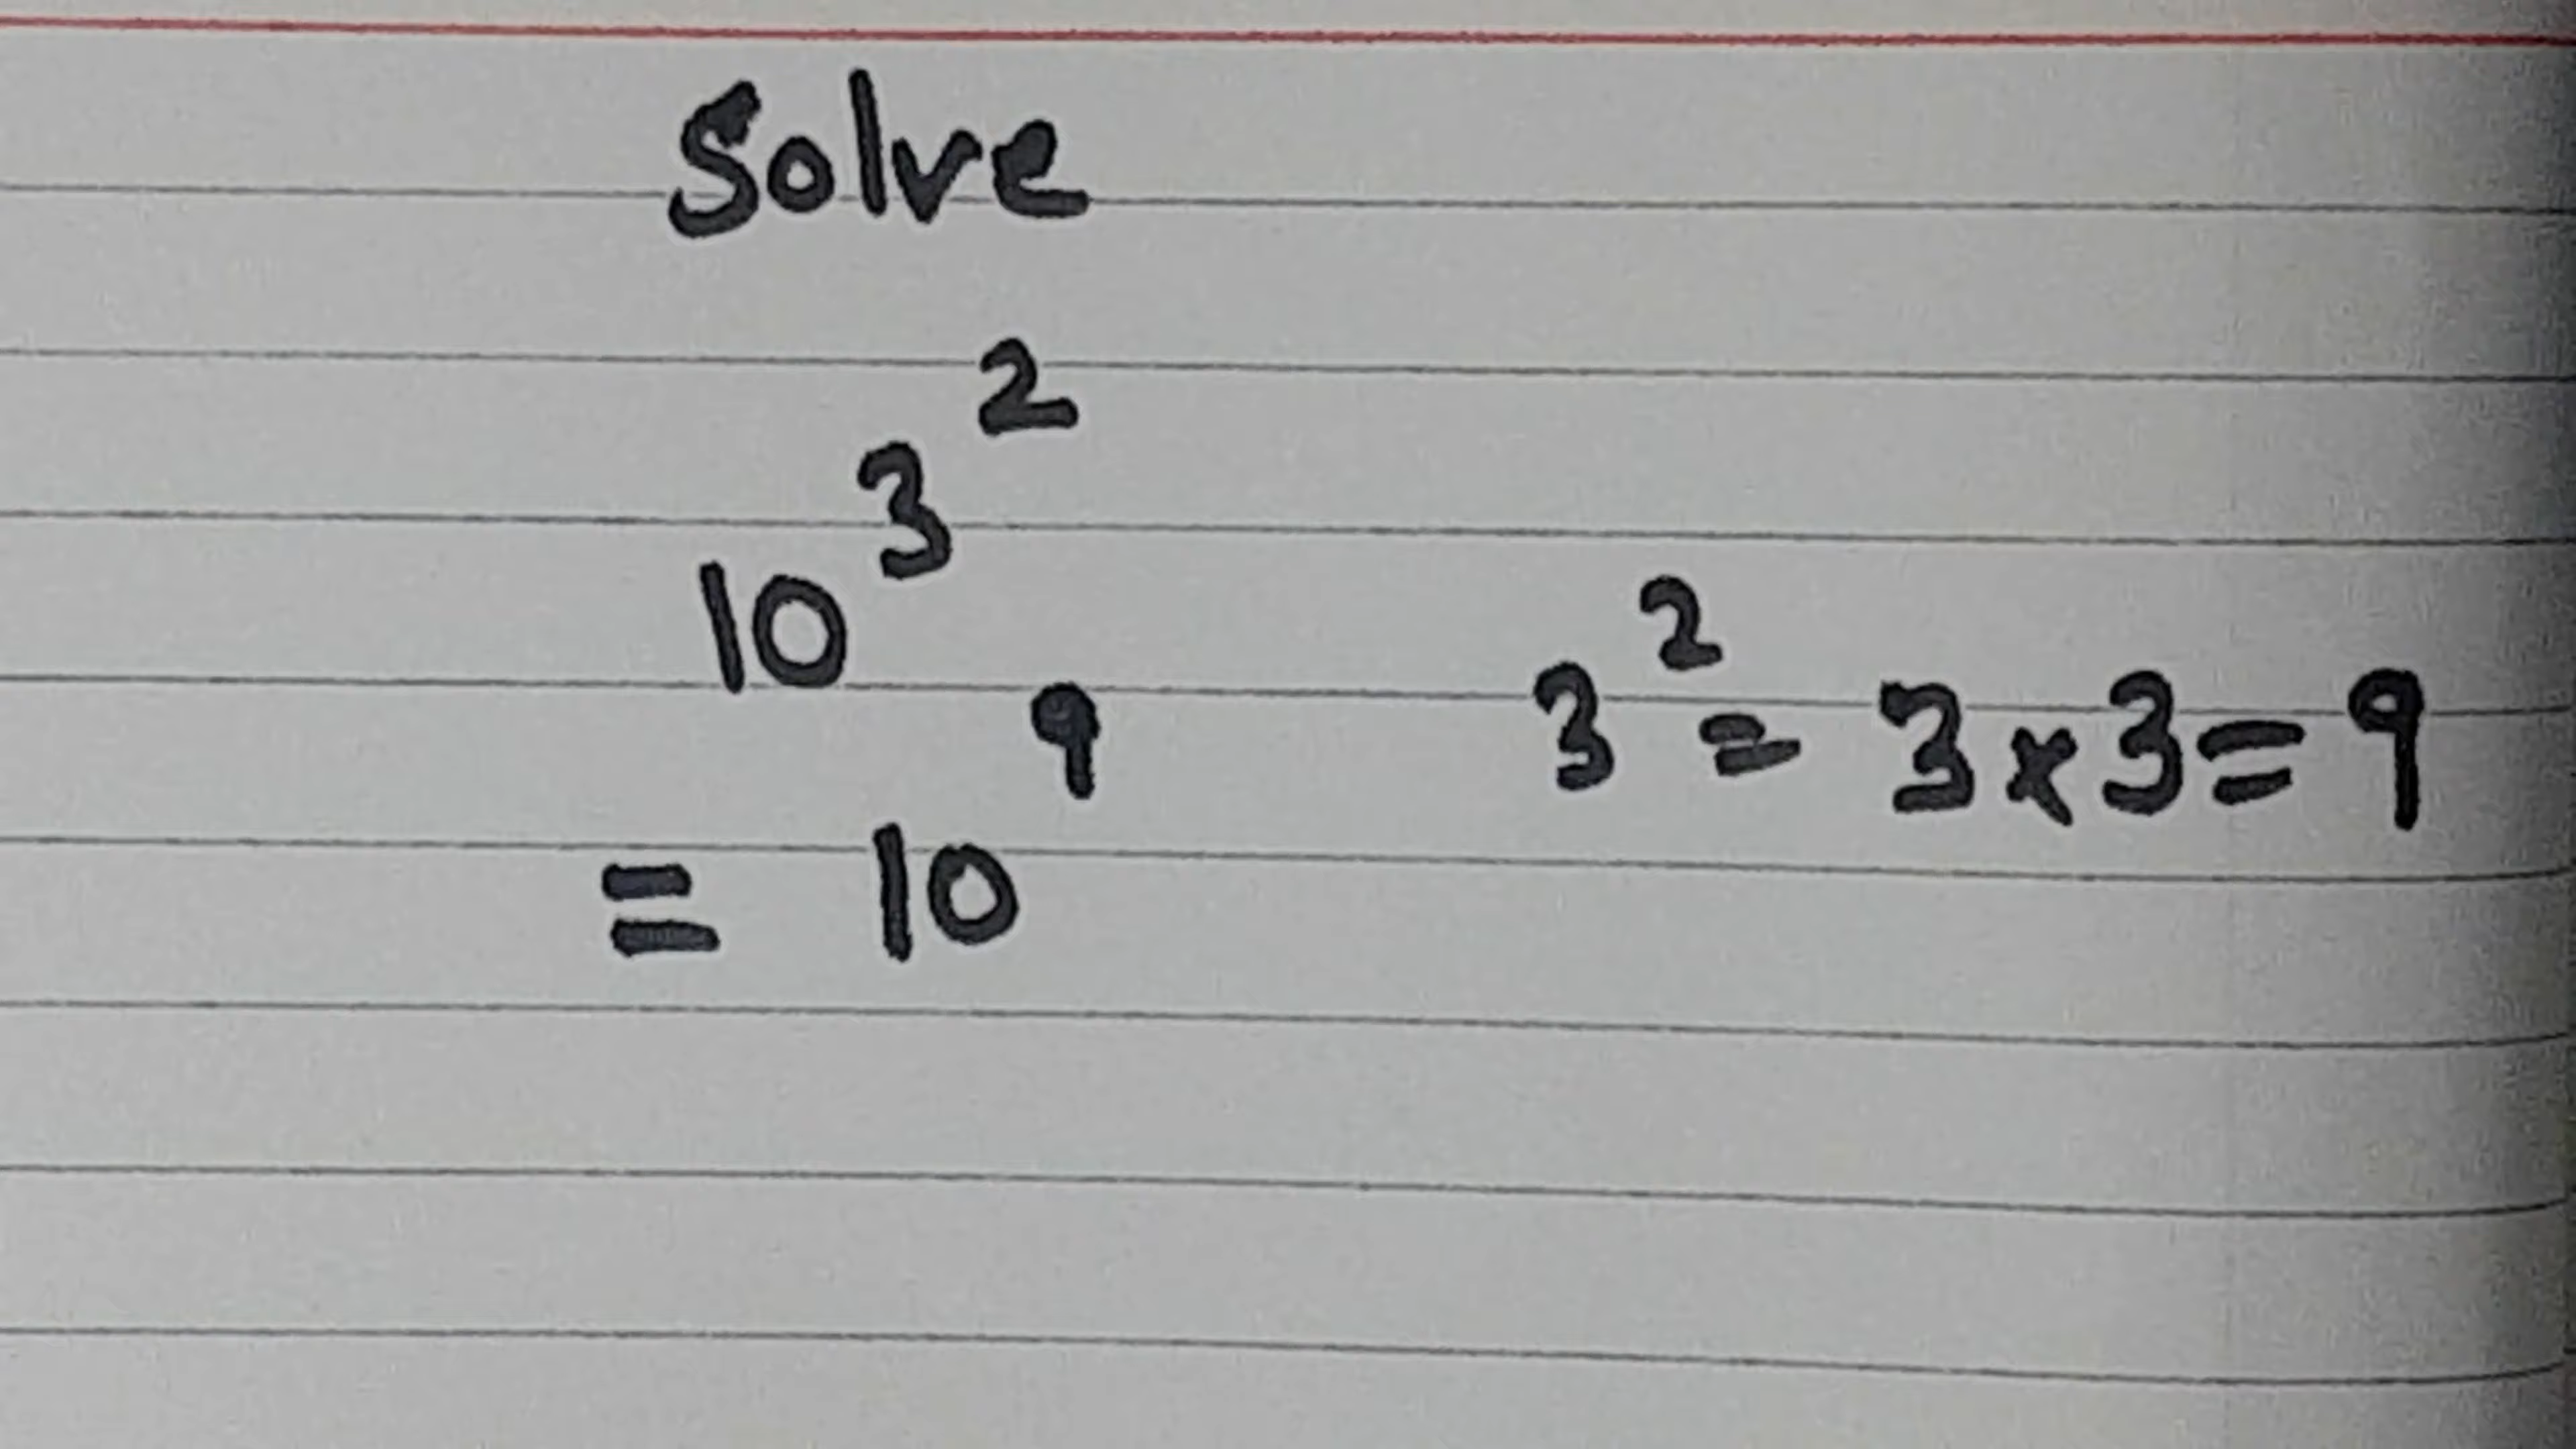 Solve
10^3^2
3^2 = 3 x 3 = 9
= 10^9